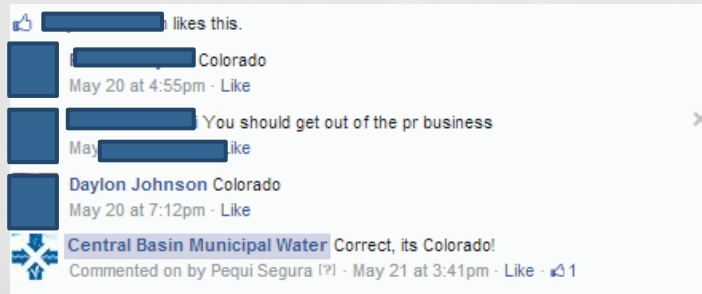 likes this.
Colorado
May 20 at 4:55pm · Like
You should get out of the pr business
May
Daylon Johnson Colorado
May 20 at 7:12pm · Like
Central Basin Municipal Water Correct, its Colorado!
Commented on by Pequi Segura [?] · May 21 at 3:41pm · Like · 1